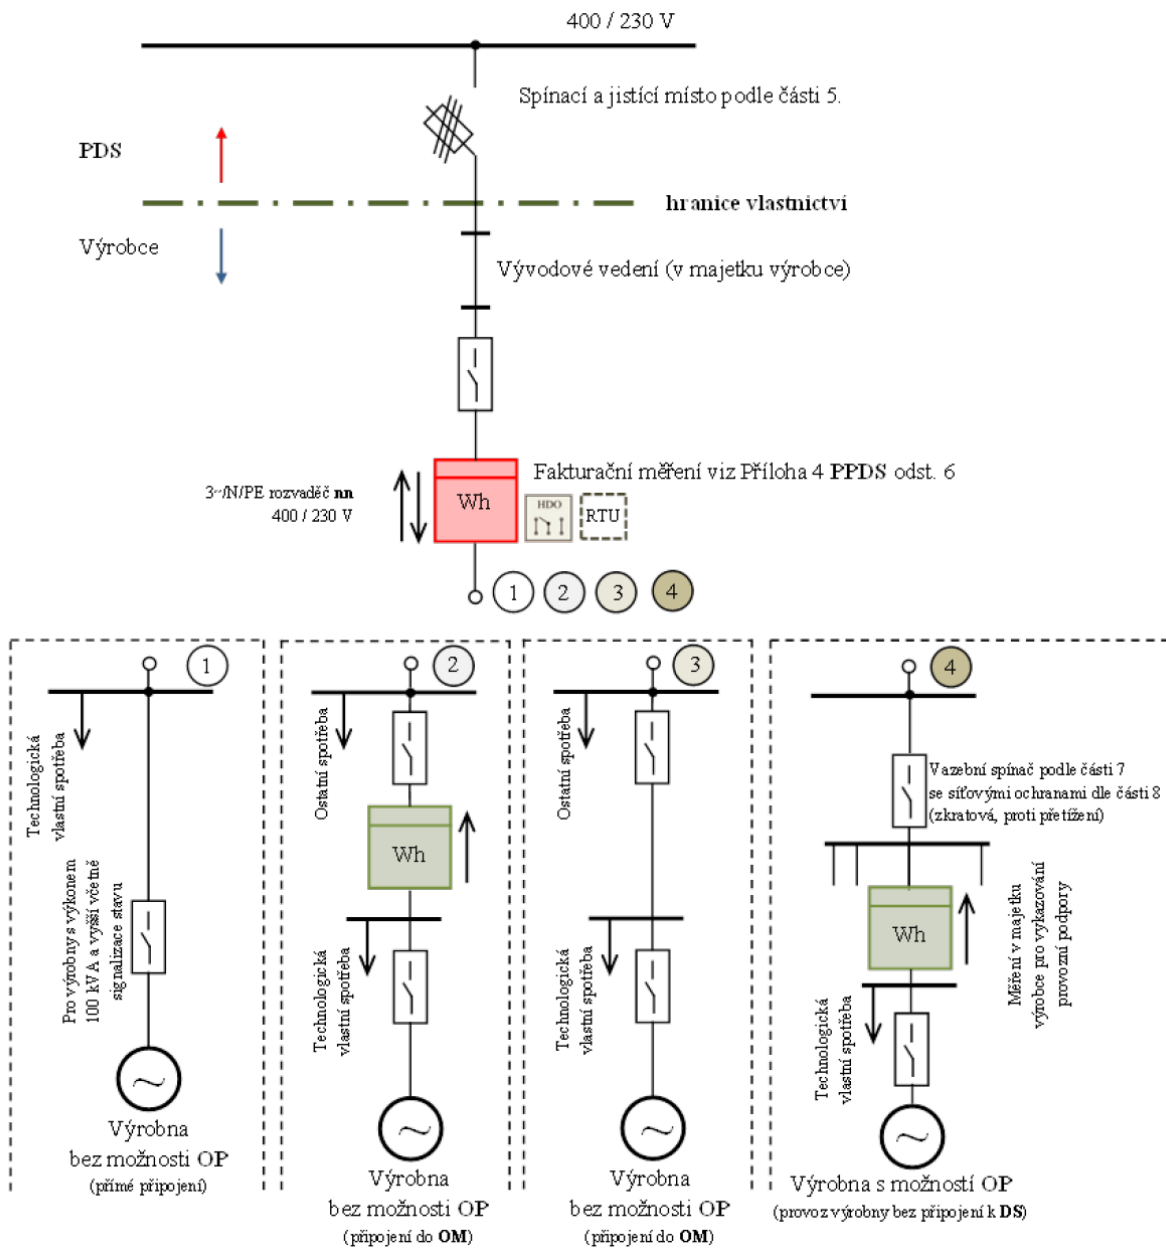 400 / 230 V
Spínací a jistící místo podle části 5.
PDS
hranice vlastnictví
Výrobce
Vývodové vedení (v majetku výrobce)
Fakturační měření viz Příloha 4 PPDS odst. 6
3~/N/PE rozvaděč nn
400 / 230 V
Wh
HDO
RTU
1
2
3
4
1
Technologická
vlastní spotřeba
Pro výrobny s výkonem
100 kVA a vyšší včetně
signalizace stavu
~
Výrobna
bez možnosti OP
(přímé připojení)
2
Ostatní spotřeba
Wh
Technologická
vlastní spotřeba
~
Výrobna
bez možnosti OP
(připojení do OM)
3
Ostatní spotřeba
Technologická
vlastní spotřeba
~
Výrobna
bez možnosti OP
(připojení do OM)
4
Vazební spínač podle části 7
se síťovými ochranami dle části 8
(zkratová, proti přetížení)
Wh
Měření v majetku
výrobce pro vykazování
provozní podpory
Technologická
vlastní spotřeba
~
Výrobna s možností OP
(provoz výrobny bez připojení k DS)